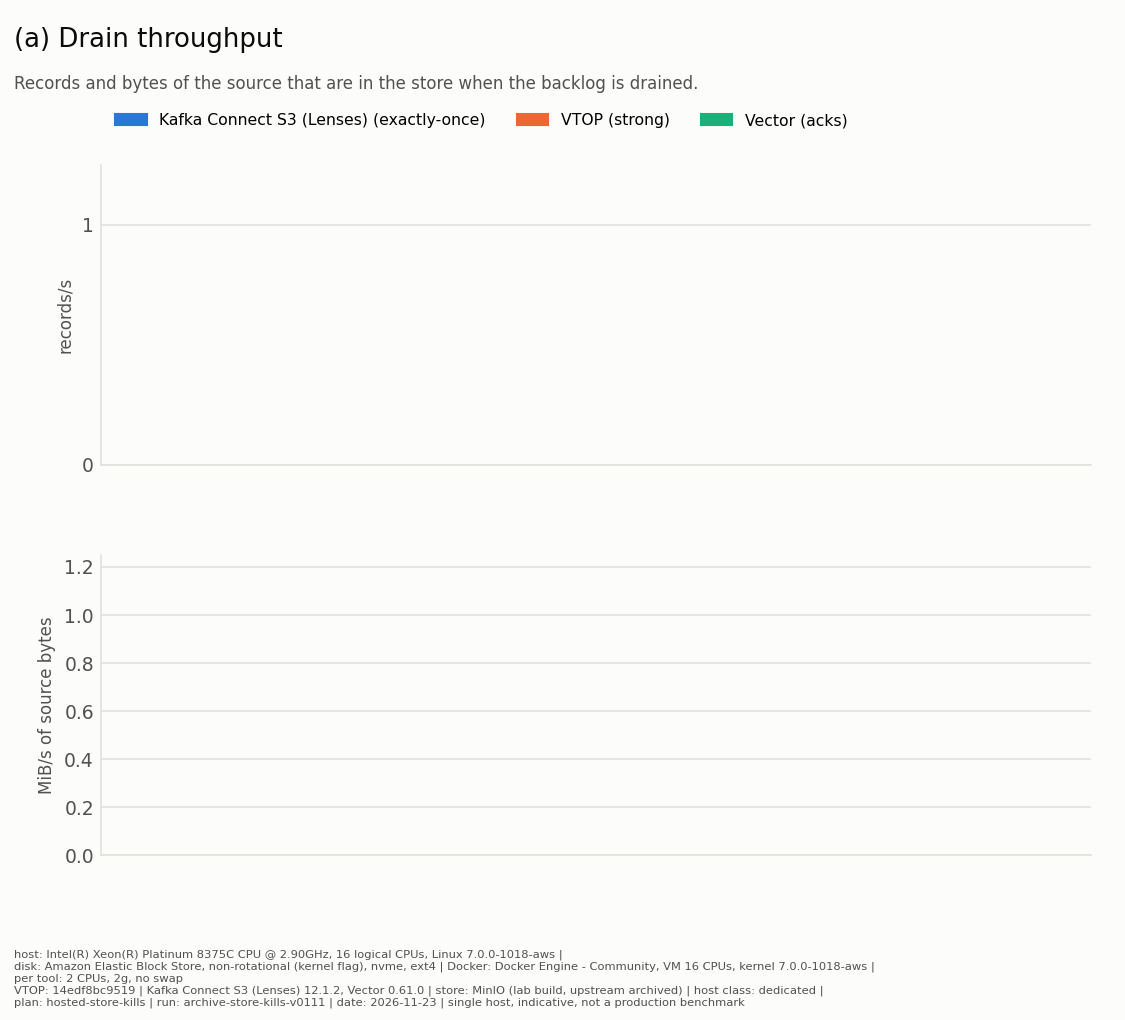 (a) Drain throughput
Records and bytes of the source that are in the store when the backlog is drained.
Kafka Connect S3 (Lenses) (exactly-once) VTOP (strong) Vector (acks)
1
records/s
0
1.2
1.0
0.8
MiB/s of source bytes
0.6
0.4
0.2
0.0
host: Intel(R) Xeon(R) Platinum 8375C CPU @ 2.90GHz, 16 logical CPUs, Linux 7.0.0-1018-aws |
disk: Amazon Elastic Block Store, non-rotational (kernel flag), nvme, ext4 | Docker: Docker Engine - Community, VM 16 CPUs, kernel 7.0.0-1018-aws |
per tool: 2 CPUs, 2g, no swap
VTOP: 14edf8bc9519 | Kafka Connect S3 (Lenses) 12.1.2, Vector 0.61.0 | store: MinIO (lab build, upstream archived) | host class: dedicated |
plan: hosted-store-kills | run: archive-store-kills-v0111 | date: 2026-11-23 | single host, indicative, not a production benchmark